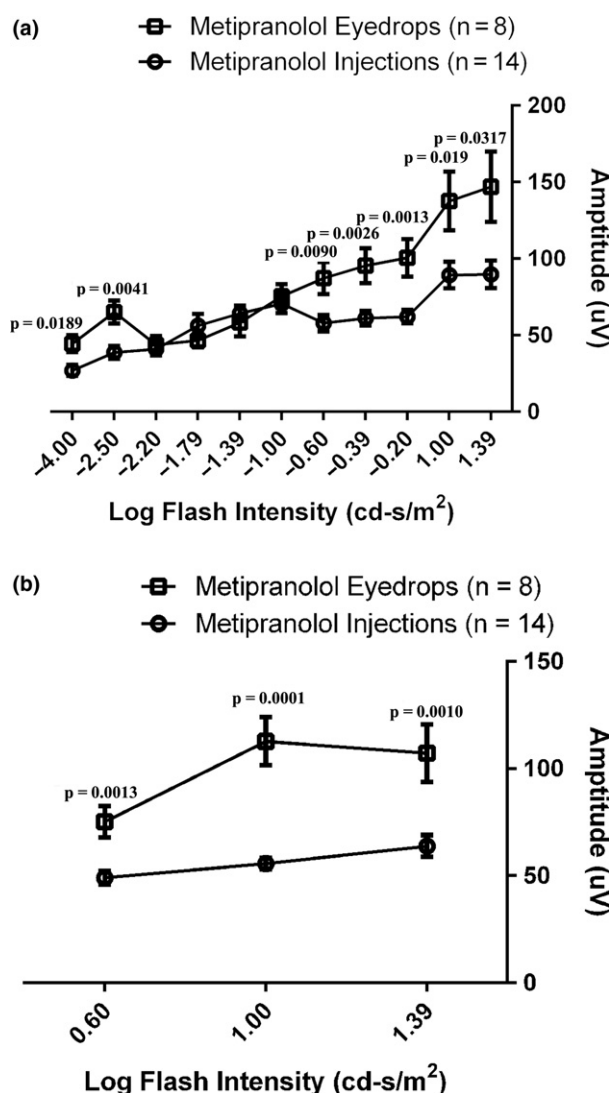 (a)
Metipranolol Eyedrops (n = 8)
Metipranolol Injections (n = 14)
p = 0.0189
p = 0.0041
p = 0.0090
p = 0.0026
p = 0.0013
p = 0.019
p = 0.0317
200
150
100
50
0
Amptitude (uV)
−4.00
−2.50
−2.20
−1.79
−1.39
−1.00
−0.60
−0.39
−0.20
1.00
1.39
Log Flash Intensity (cd-s/m²)
(b)
Metipranolol Eyedrops (n = 8)
Metipranolol Injections (n = 14)
p = 0.0013
p = 0.0001
p = 0.0010
150
100
50
0
Amptitude (uV)
0.60
1.00
1.39
Log Flash Intensity (cd-s/m²)